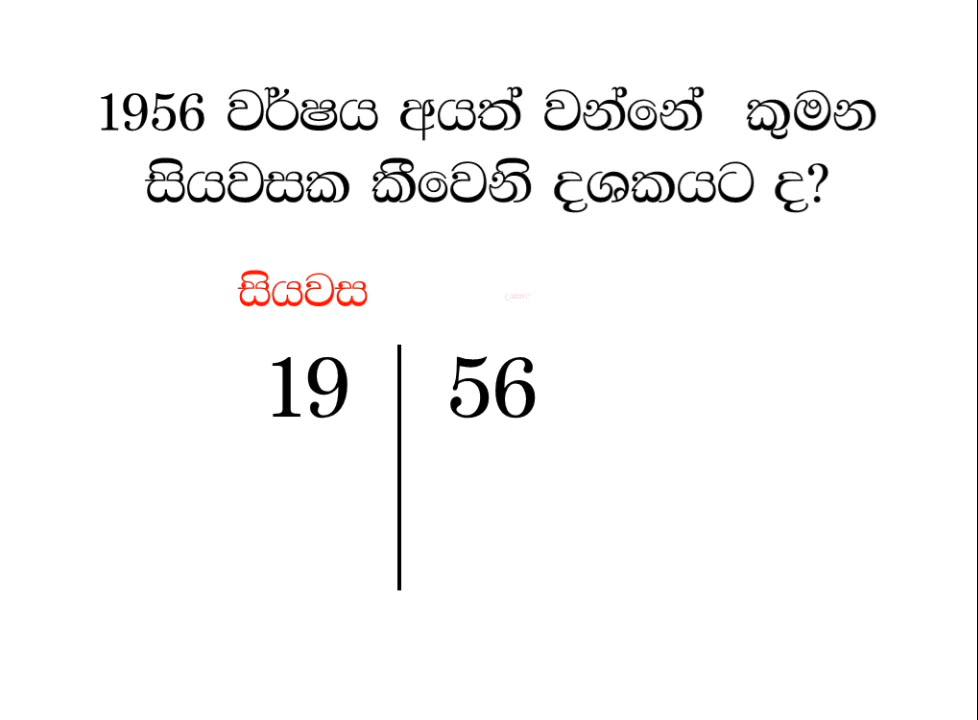 1956 වර්ෂය අයත් වන්නේ කුමන
සියවසක කීවෙනි දශකයට ද?
සියවස
19 56